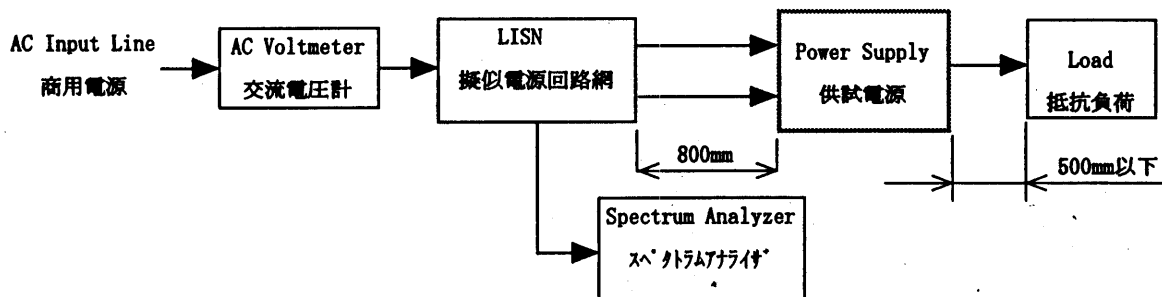 AC Input Line
商用電源
AC Voltmeter
交流電圧計
LISN
擬似電源回路網
Power Supply
供試電源
Load
抵抗負荷
800mm
500mm以下
Spectrum Analyzer
ｽﾍﾟｸﾄﾗﾑｱﾅﾗｲｻﾞ